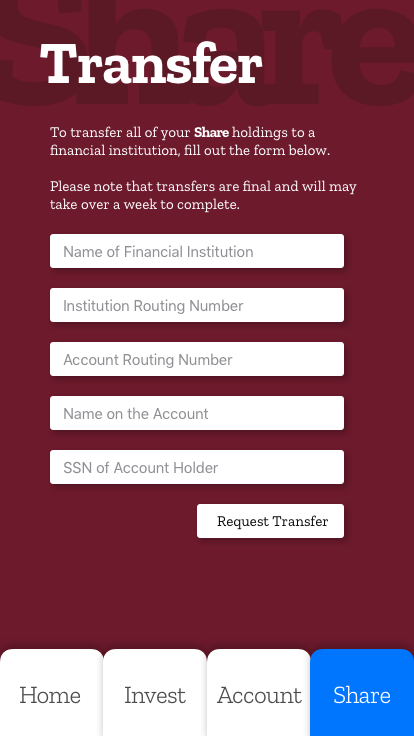 Share
Transfer
To transfer all of your Share holdings to a
financial institution, fill out the form below.
Please note that transfers are final and will may
take over a week to complete.
Name of Financial Institution
Institution Routing Number
Account Routing Number
Name on the Account
SSN of Account Holder
Request Transfer
Home
Invest
Account
Share